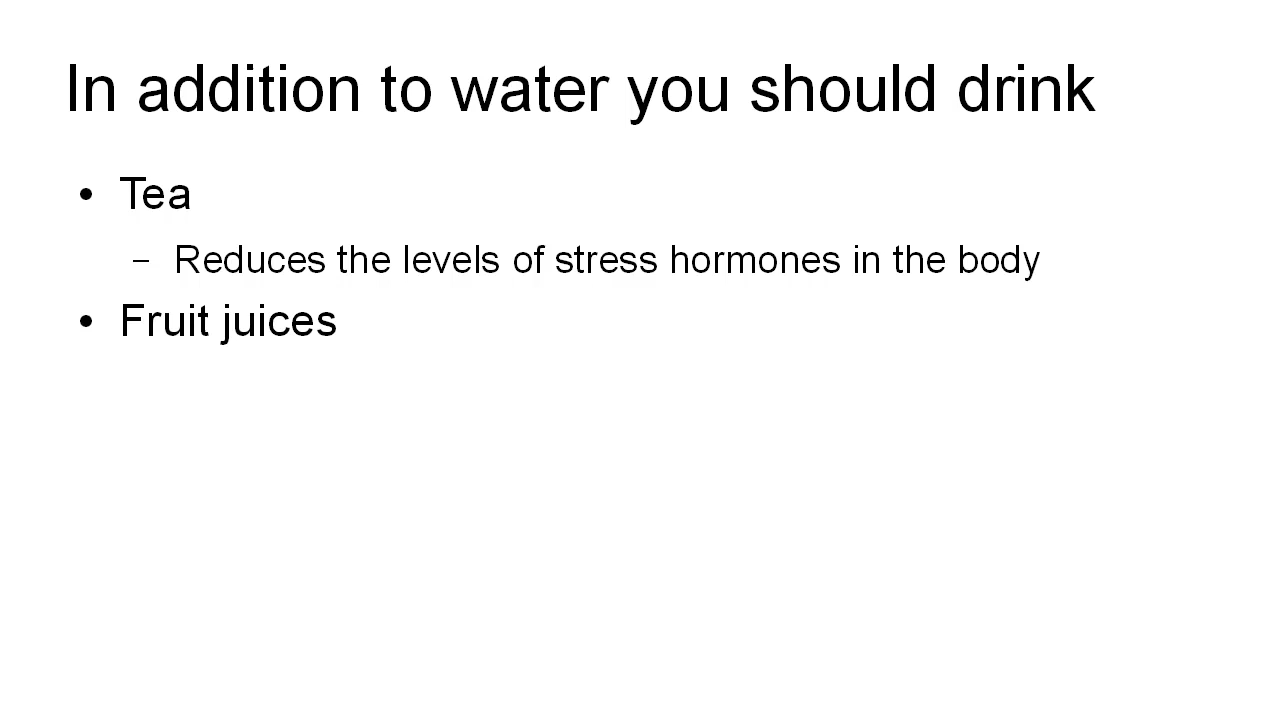 In addition to water you should drink
• Tea
– Reduces the levels of stress hormones in the body
• Fruit juices